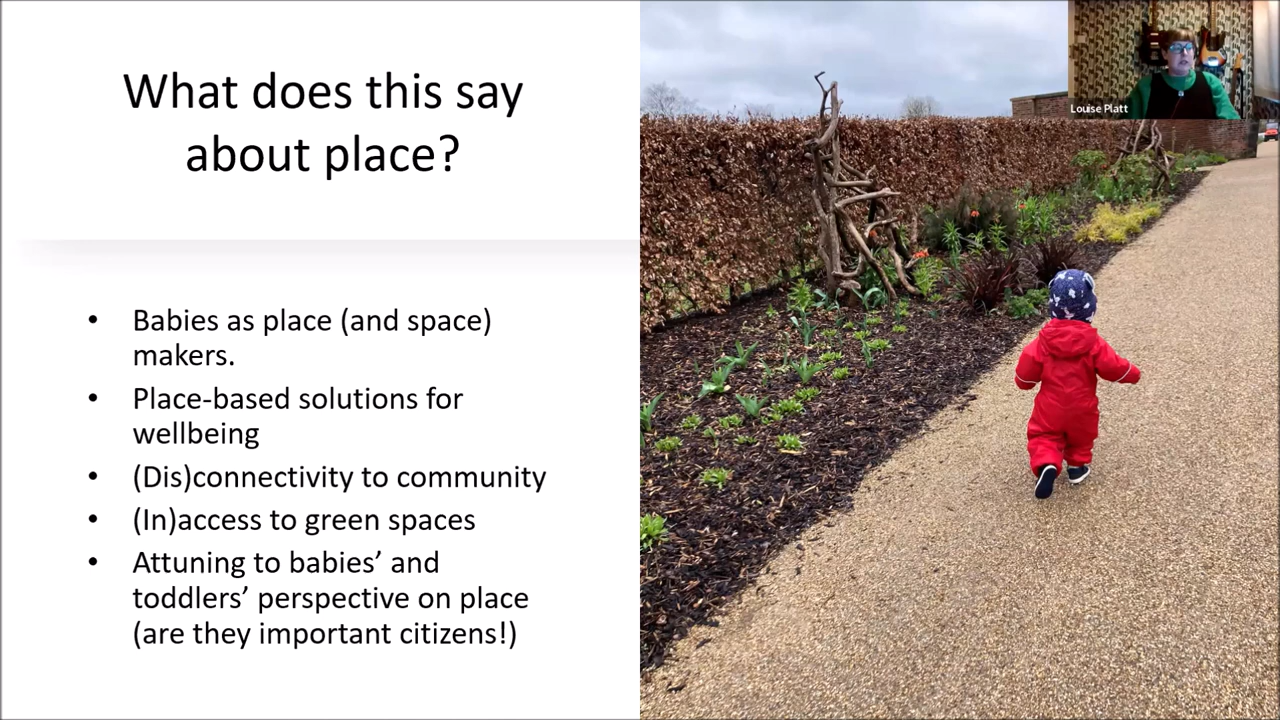 What does this say
about place?
• Babies as place (and space)
makers.
• Place-based solutions for
wellbeing
• (Dis)connectivity to community
• (In)access to green spaces
• Attuning to babies’ and
toddlers’ perspective on place
(are they important citizens!)
Louise Platt